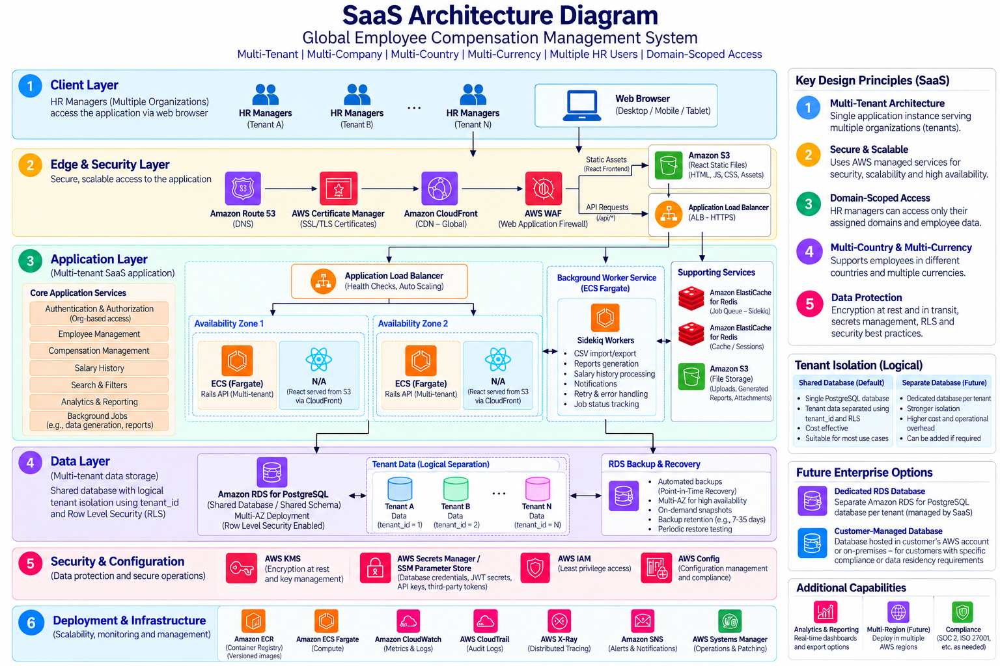 SaaS Architecture Diagram
Global Employee Compensation Management System
Multi-Tenant | Multi-Company | Multi-Country | Multi-Currency | Multiple HR Users | Domain-Scoped Access
1
Client Layer
HR Managers (Multiple Organizations)
access the application via web browser
HR Managers
(Tenant A)
HR Managers
(Tenant B)
...
HR Managers
(Tenant N)
Web Browser
(Desktop / Mobile / Tablet)
2
Edge & Security Layer
Secure, scalable access to the application
53
Amazon Route 53
(DNS)
AWS Certificate Manager
(SSL/TLS Certificates)
Amazon CloudFront
(CDN – Global)
AWS WAF
(Web Application Firewall)
Static Assets
(React Frontend)
API Requests
(/api/*)
Amazon S3
(React Static Files)
(HTML, JS, CSS, Assets)
Application Load Balancer
(ALB - HTTPS)
3
Application Layer
(Multi-tenant SaaS application)
Core Application Services
Authentication & Authorization
(Org-based access)
Employee Management
Compensation Management
Salary History
Search & Filters
Analytics & Reporting
Background Jobs
(e.g., data generation, reports)
Application Load Balancer
(Health Checks, Auto Scaling)
Availability Zone 1
ECS (Fargate)
Rails API (Multi-tenant)
N/A
(React served from S3
via CloudFront)
Availability Zone 2
ECS (Fargate)
Rails API (Multi-tenant)
N/A
(React served from S3
via CloudFront)
Background Worker Service
(ECS Fargate)
Sidekiq Workers
• CSV import/export
• Reports generation
• Salary history processing
• Notifications
• Retry & error handling
• Job status tracking
Supporting Services
Amazon ElastiCache
for Redis
(Job Queue – Sidekiq)
Amazon ElastiCache
for Redis
(Cache / Sessions)
Amazon S3
(File Storage)
(Uploads, Generated
Reports, Attachments)
4
Data Layer
(Multi-tenant data storage)
Shared database with logical
tenant isolation using tenant_id
and Row Level Security (RLS)
Amazon RDS for PostgreSQL
(Shared Database / Shared Schema)
Multi-AZ Deployment
(Row Level Security Enabled)
Tenant Data (Logical Separation)
Tenant A
Data
(tenant_id = 1)
Tenant B
Data
(tenant_id = 2)
...
Tenant N
Data
(tenant_id = N)
RDS Backup & Recovery
• Automated backups
(Point-in-Time Recovery)
• Multi-AZ for high availability
• On-demand snapshots
• Backup retention (e.g., 7-35 days)
• Periodic restore testing
5
Security & Configuration
(Data protection and secure operations)
AWS KMS
(Encryption at rest
and key management)
AWS Secrets Manager /
SSM Parameter Store
(Database credentials, JWT secrets,
API keys, third-party tokens)
AWS IAM
(Least privilege access)
AWS Config
(Configuration management
and compliance)
6
Deployment & Infrastructure
(Scalability, monitoring and management)
Amazon ECR
(Container Registry)
(Versioned images)
Amazon ECS Fargate
(Compute)
Amazon CloudWatch
(Metrics & Logs)
AWS CloudTrail
(Audit Logs)
AWS X-Ray
(Distributed Tracing)
Amazon SNS
(Alerts & Notifications)
AWS Systems Manager
(Operations & Patching)
Key Design Principles (SaaS)
1
Multi-Tenant Architecture
Single application instance serving
multiple organizations (tenants).
2
Secure & Scalable
Uses AWS managed services for
security, scalability and high availability.
3
Domain-Scoped Access
HR managers can access only their
assigned domains and employee data.
4
Multi-Country & Multi-Currency
Supports employees in different
countries and multiple currencies.
5
Data Protection
Encryption at rest and in transit,
secrets management, RLS and
security best practices.
Tenant Isolation (Logical)
Shared Database (Default)
• Single PostgreSQL database
• Tenant data separated using
tenant_id and RLS
• Cost effective
• Suitable for most use cases
Separate Database (Future)
• Dedicated database per tenant
• Stronger isolation
• Higher cost and operational
overhead
• Can be added if required
Future Enterprise Options
Dedicated RDS Database
Separate Amazon RDS for PostgreSQL
database per tenant (managed by SaaS)
Customer-Managed Database
Database hosted in customer's AWS account
or on-premises – for customers with specific
compliance or data residency requirements
Additional Capabilities
Analytics & Reporting
Real-time dashboards
and export options
Multi-Region (Future)
Deploy in multiple
AWS regions
Compliance
(SOC 2, ISO 27001,
etc. as needed)